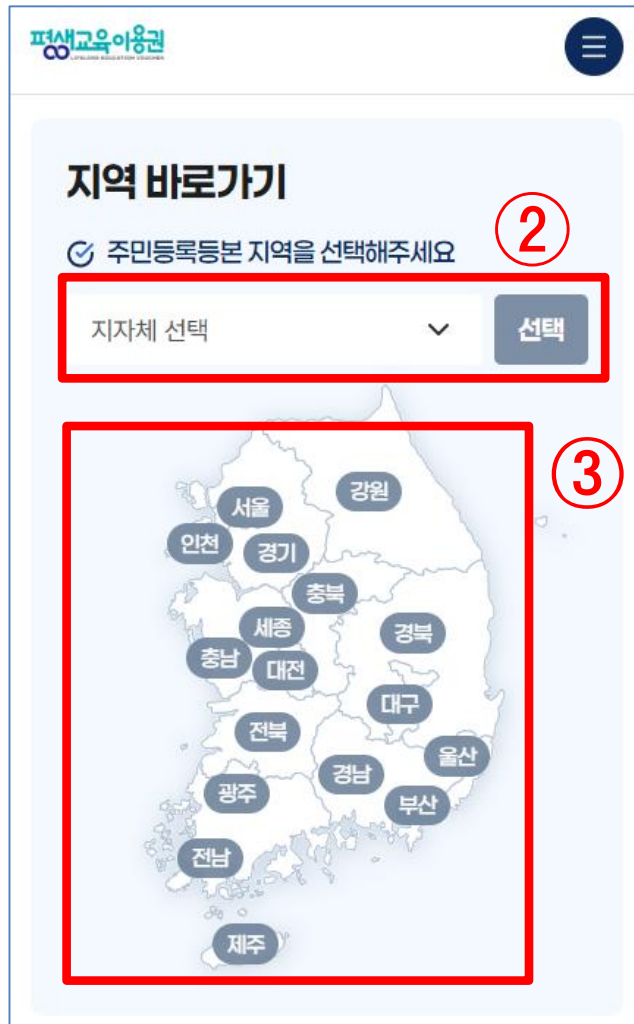 평생교육이용권
LIFELONG EDUCATION VOUCHER
지역 바로가기
②
주민등록등본 지역을 선택해주세요
지자체 선택
선택
③
강원
서울
인천
경기
충북
세종
경북
충남
대전
대구
전북
울산
경남
광주
부산
전남
제주